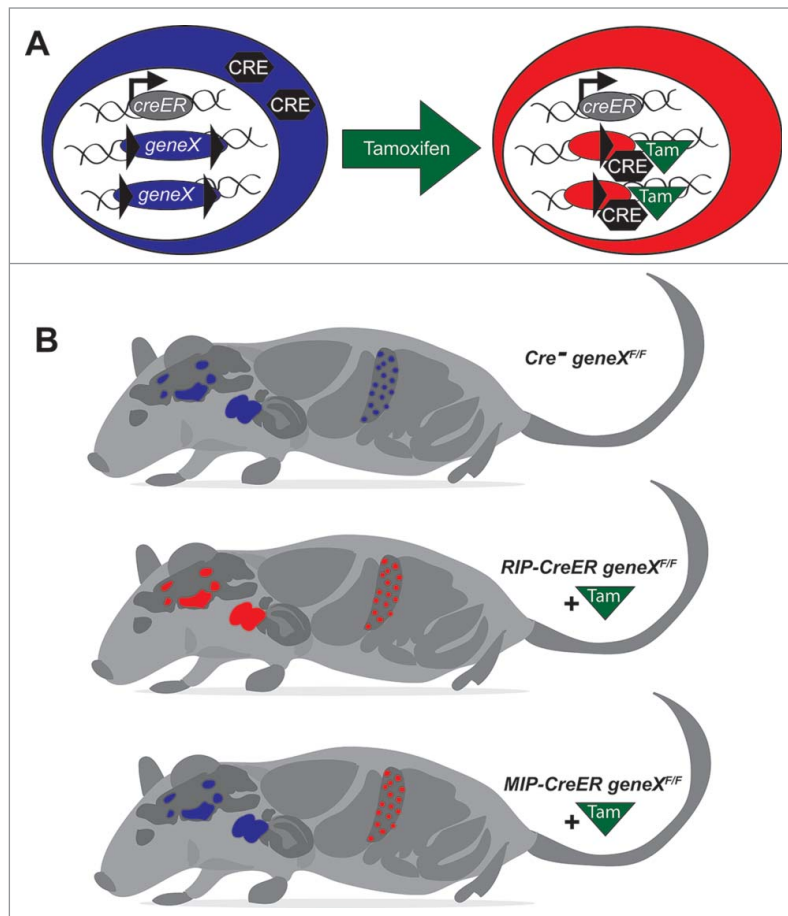 A
CRE
CRE
creER
geneX
geneX
Tamoxifen
creER
CRE
Tam
CRE
Tam
B
Cre- geneX^F/F
RIP-CreER geneX^F/F
+ Tam
MIP-CreER geneX^F/F
+ Tam